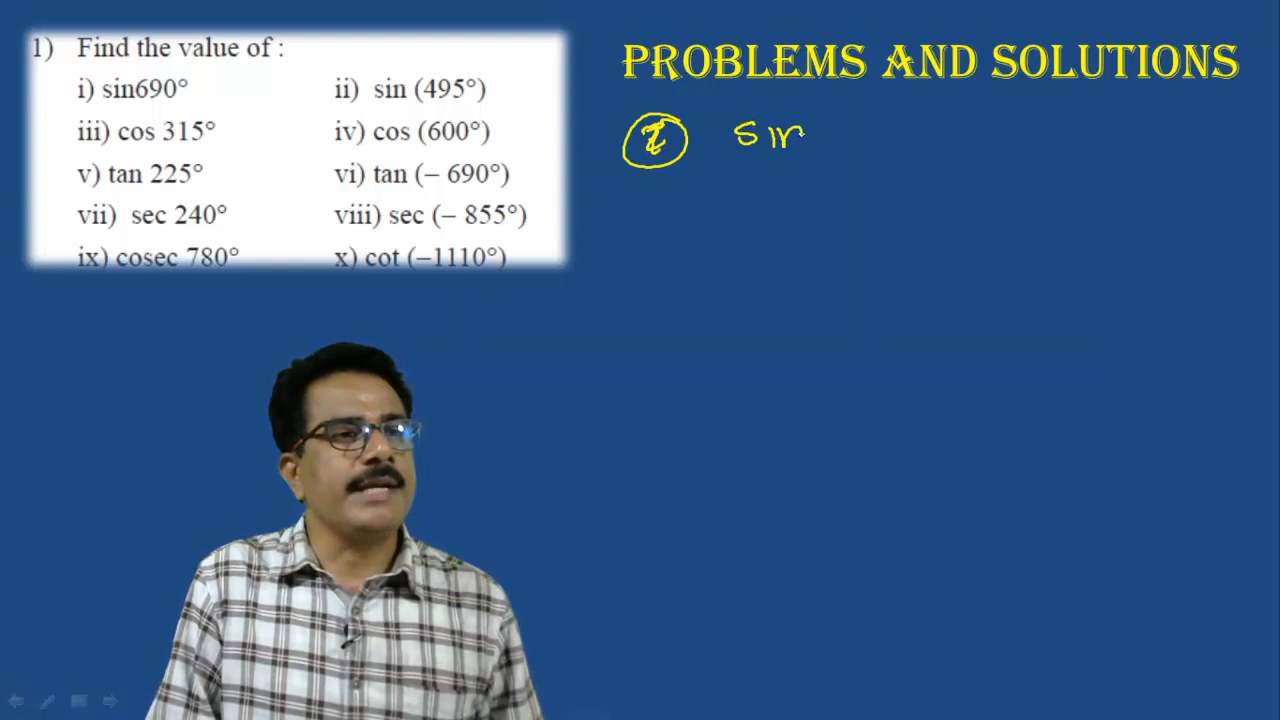 1) Find the value of :
i) sin690° ii) sin (495°)
iii) cos 315° iv) cos (600°)
v) tan 225° vi) tan (– 690°)
vii) sec 240° viii) sec (– 855°)
ix) cosec 780° x) cot (–1110°)
PROBLEMS AND SOLUTIONS
i sin